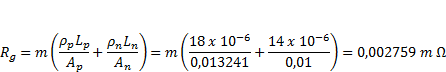 R_g = m ( ρ_p L_p / A_p + ρ_n L_n / A_n ) = m ( 18 x 10^-6 / 0,013241 + 14 x 10^-6 / 0,01 ) = 0,002759 m Ω